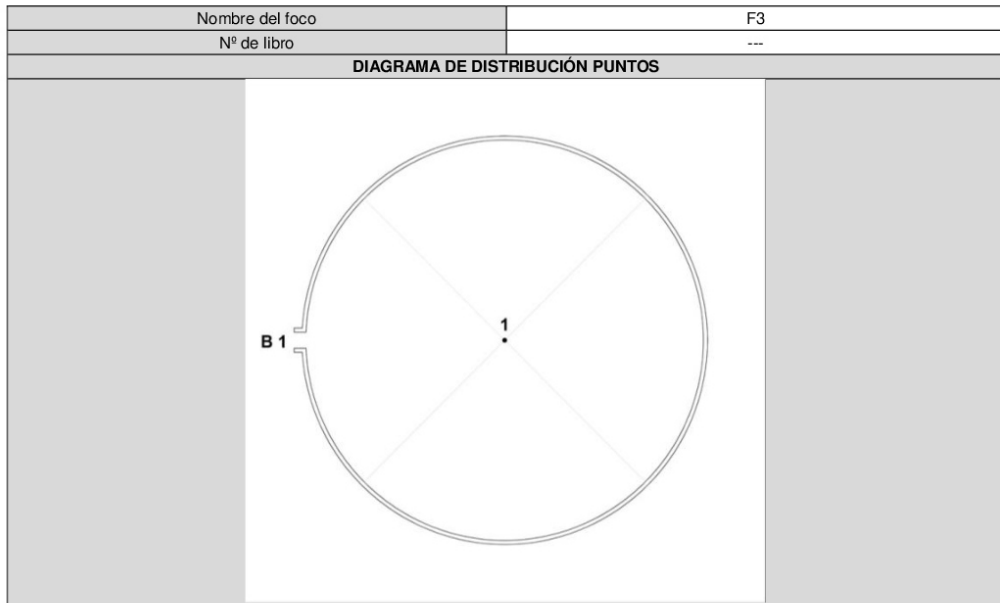 Nombre del foco F3
Nº de libro ---
DIAGRAMA DE DISTRIBUCIÓN PUNTOS
1
B 1